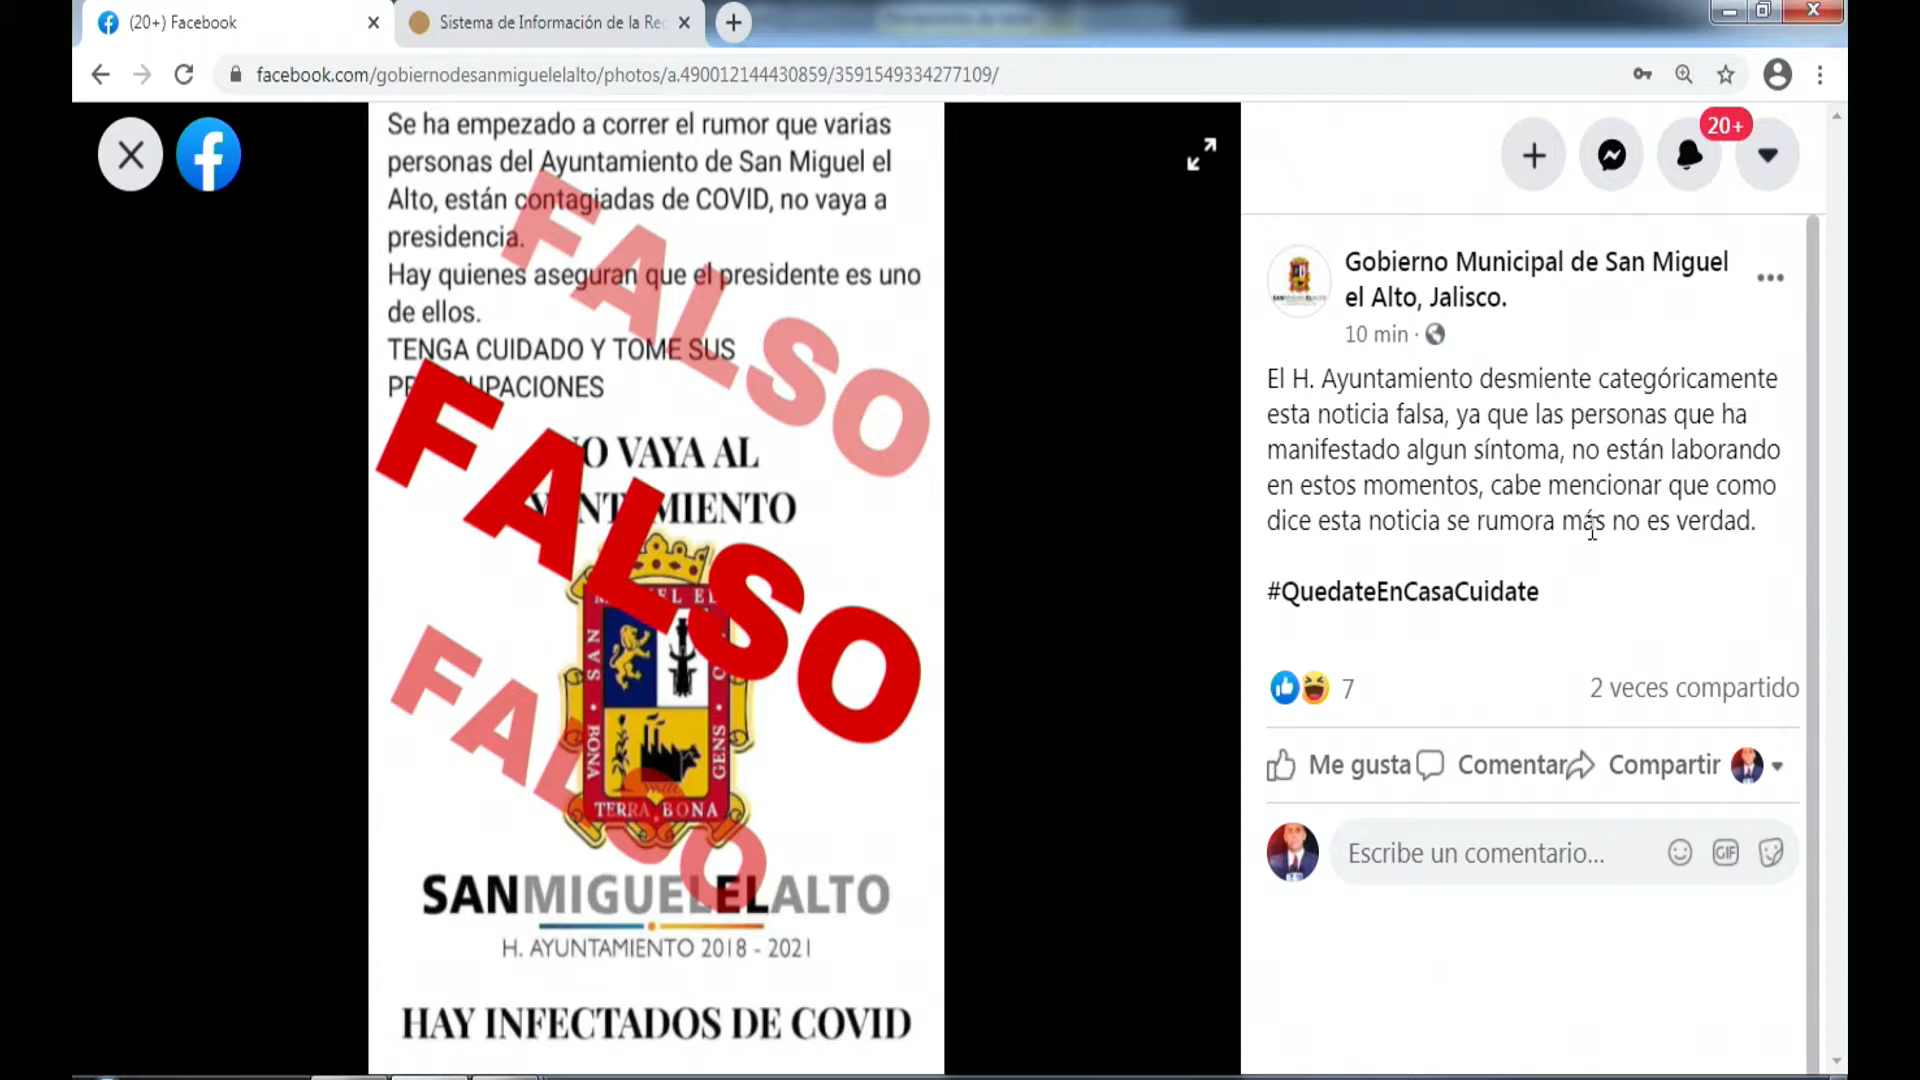 (20+) Facebook
Sistema de Información de la Re
facebook.com/gobiernodesanmiguelelalto/photos/a.490012144430859/3591549334277109/
Se ha empezado a correr el rumor que varias
personas del Ayuntamiento de San Miguel el
Alto, están contagiadas de COVID, no vaya a
presidencia.
Hay quienes aseguran que el presidente es uno
de ellos.
TENGA CUIDADO Y TOME SUS
FALSO
FALSO
FALSO
VAYA AL
SAN
BONA
GENS
TERRA BONA
SANMIGUELELALTO
H. AYUNTAMIENTO 2018 - 2021
HAY INFECTADOS DE COVID
20+
Gobierno Municipal de San Miguel
el Alto, Jalisco.
10 min ·
El H. Ayuntamiento desmiente categóricamente
esta noticia falsa, ya que las personas que ha
manifestado algun síntoma, no están laborando
en estos momentos, cabe mencionar que como
dice esta noticia se rumora más no es verdad.
#QuedateEnCasaCuidate
7
2 veces compartido
Me gusta
Comentar
Compartir
Escribe un comentario...
GIF